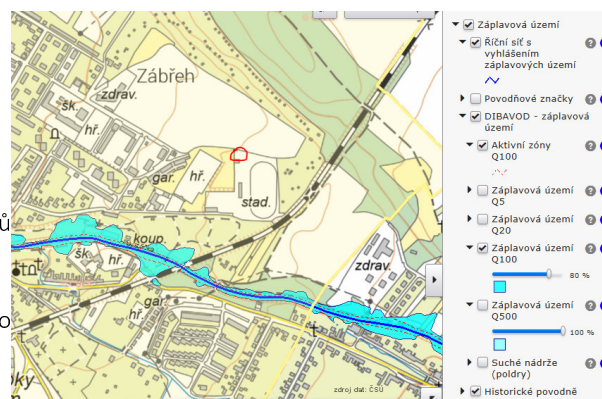 Zábřeh
zdrav.
šk.
hř.
gar.
hř.
stad.
koup.
zdrav.
šk.
hř.
gar.
hř.
zdroj dat: ČSÚ
ů
Záplavová území
Říční síť s
vyhlášením
záplavových území
Povodňové značky
DIBAVOD - záplavová
území
Aktivní zóny
Q100
Záplavová území
Q5
Záplavová území
Q20
Záplavová území
Q100
80 %
Záplavová území
Q500
100 %
Suché nádrže
(poldry)
Historické povodně